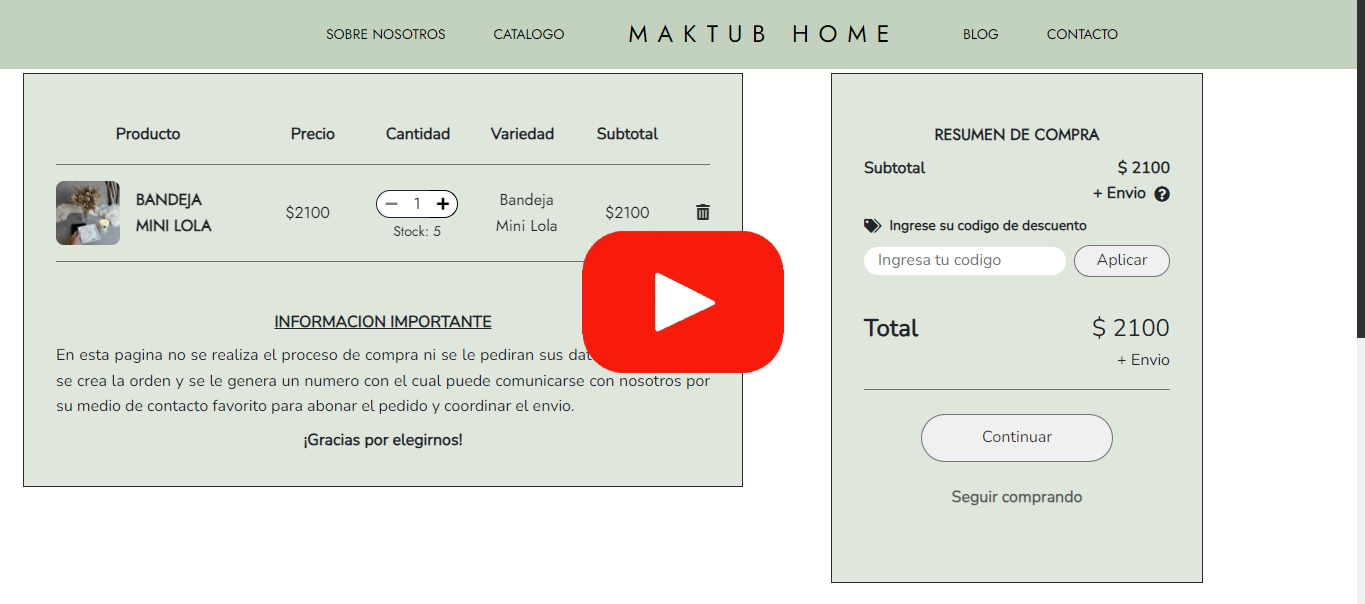 SOBRE NOSOTROS CATALOGO MAKTUB HOME BLOG CONTACTO
Producto Precio Cantidad Variedad Subtotal
BANDEJA
MINI LOLA
$2100
1
Stock: 5
Bandeja
Mini Lola
$2100
INFORMACION IMPORTANTE
En esta pagina no se realiza el proceso de compra ni se le pediran sus
se crea la orden y se le genera un numero con el cual puede comunicarse con nosotros por
su medio de contacto favorito para abonar el pedido y coordinar el envio.
¡Gracias por elegirnos!
RESUMEN DE COMPRA
Subtotal $ 2100
+ Envio ?
Ingrese su codigo de descuento
Ingresa tu codigo Aplicar
Total $ 2100
+ Envio
Continuar
Seguir comprando